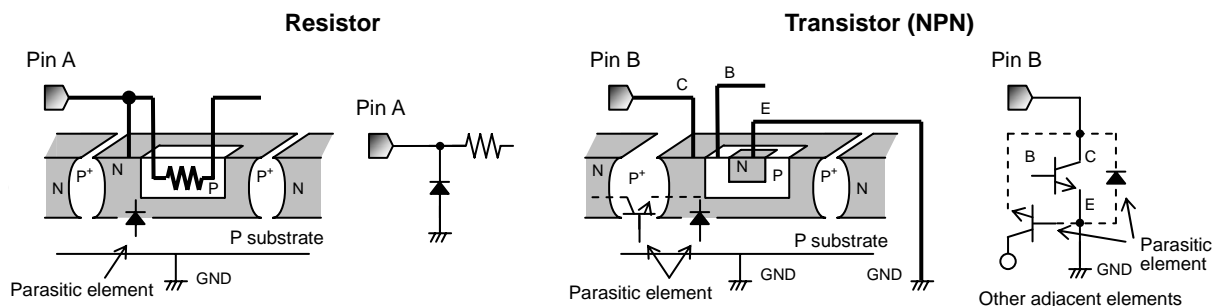 Resistor
Transistor (NPN)
Pin A
Pin A
N
P+
N
P
P+
N
P substrate
Parasitic element
GND
Pin B
C
B
E
N
P+
N
P
P+
N
P substrate
Parasitic element
GND
GND
Pin B
B
C
E
Parasitic
element
GND
Other adjacent elements